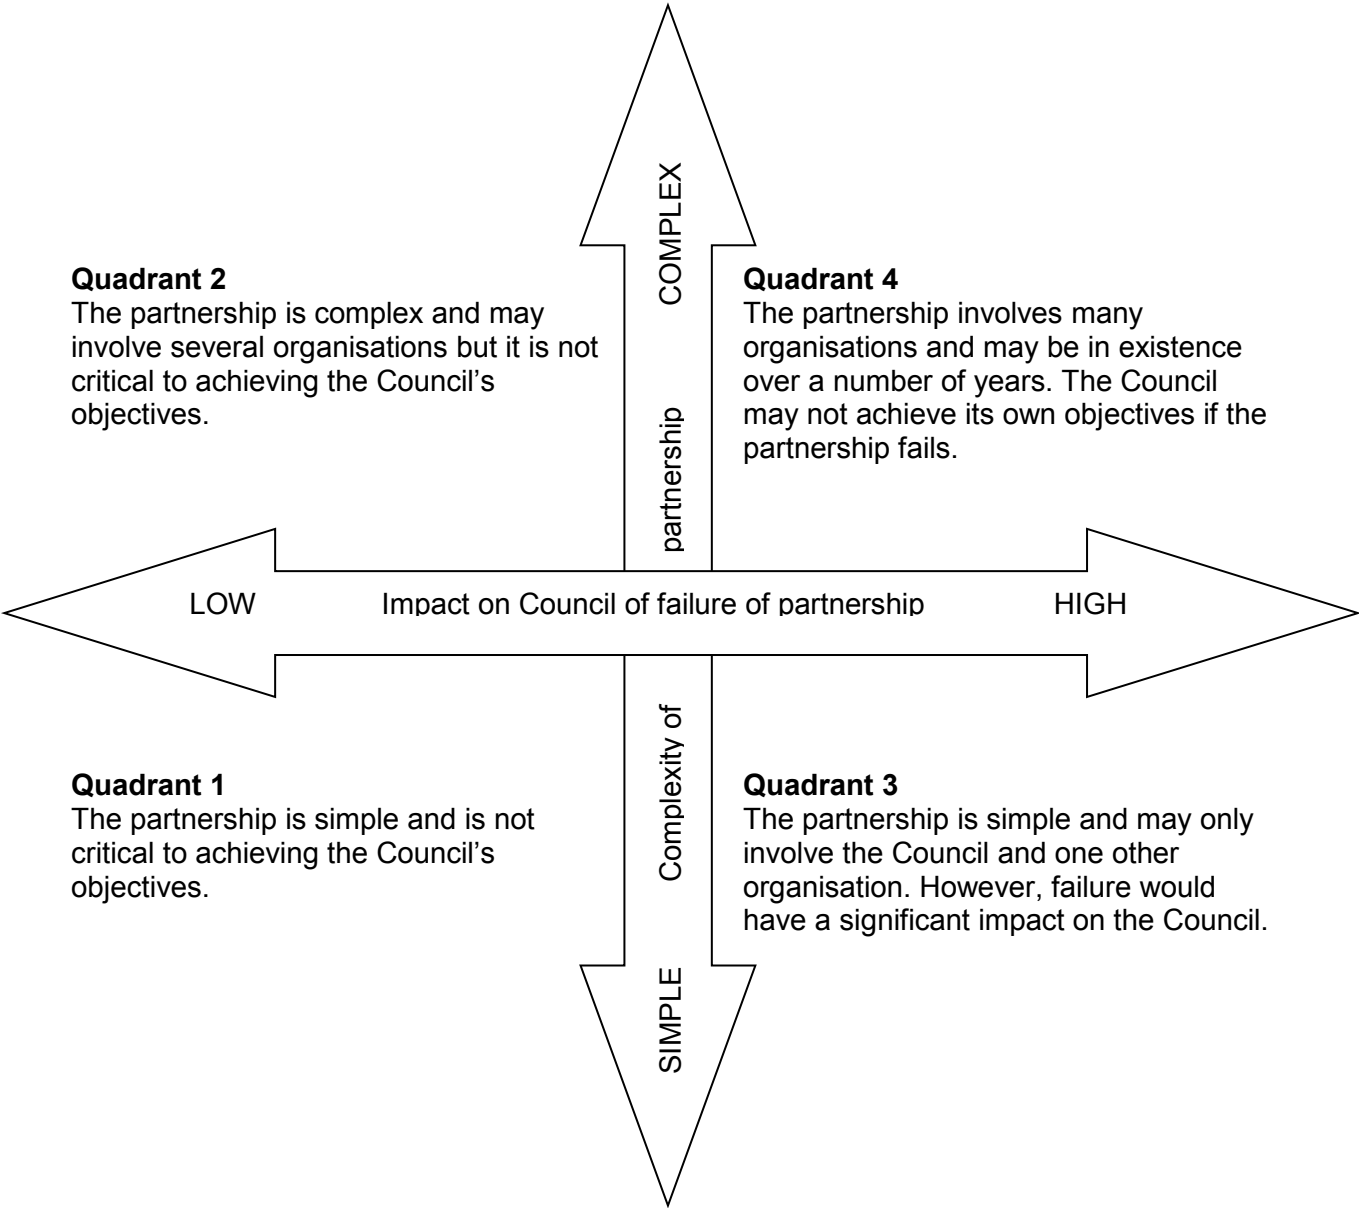 COMPLEX
Quadrant 2
The partnership is complex and may
involve several organisations but it is not
critical to achieving the Council's
objectives.
Quadrant 4
The partnership involves many
organisations and may be in existence
over a number of years. The Council
may not achieve its own objectives if the
partnership fails.
partnership
LOW
Impact on Council of failure of partnership
HIGH
Complexity of
Quadrant 1
The partnership is simple and is not
critical to achieving the Council's
objectives.
Quadrant 3
The partnership is simple and may only
involve the Council and one other
organisation. However, failure would
have a significant impact on the Council.
SIMPLE